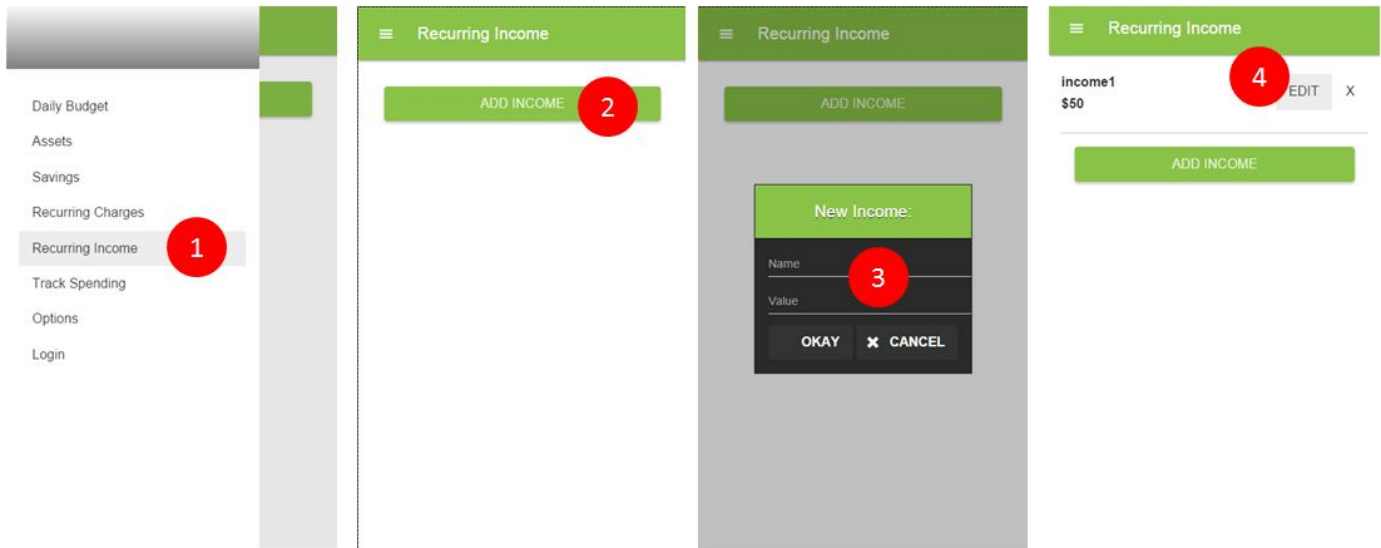 Daily Budget
Assets
Savings
Recurring Charges
Recurring Income
1
Track Spending
Options
Login
Recurring Income
ADD INCOME
2
Recurring Income
ADD INCOME
New Income:
Name
3
Value
OKAY
CANCEL
Recurring Income
4
income1
EDIT X
$50
ADD INCOME